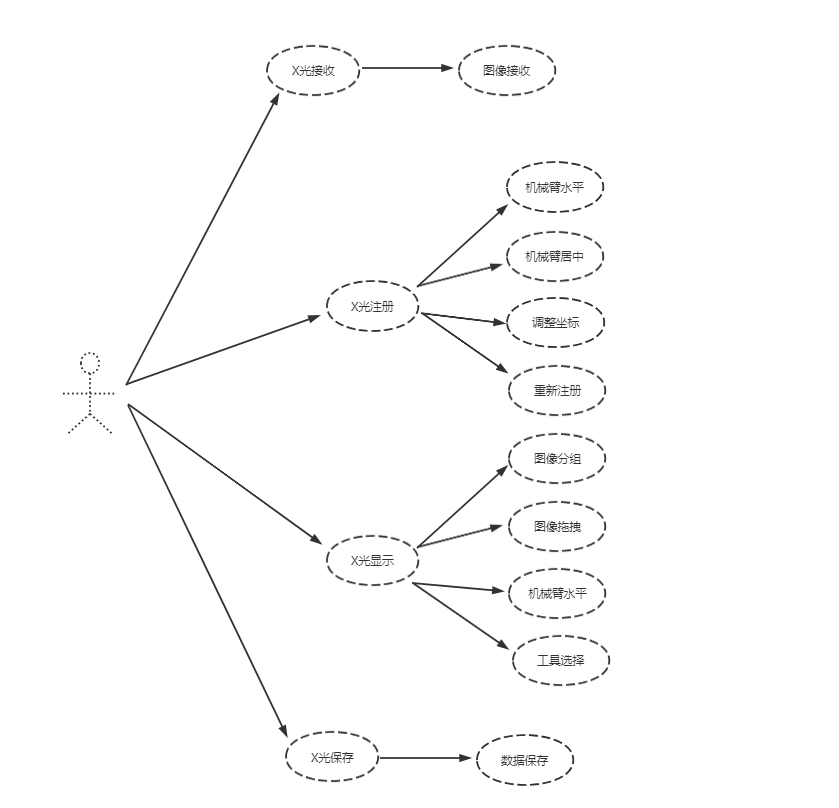 X光接收
图像接收
机械臂水平
机械臂居中
X光注册
调整坐标
重新注册
图像分组
图像拖拽
X光显示
机械臂水平
工具选择
X光保存
数据保存